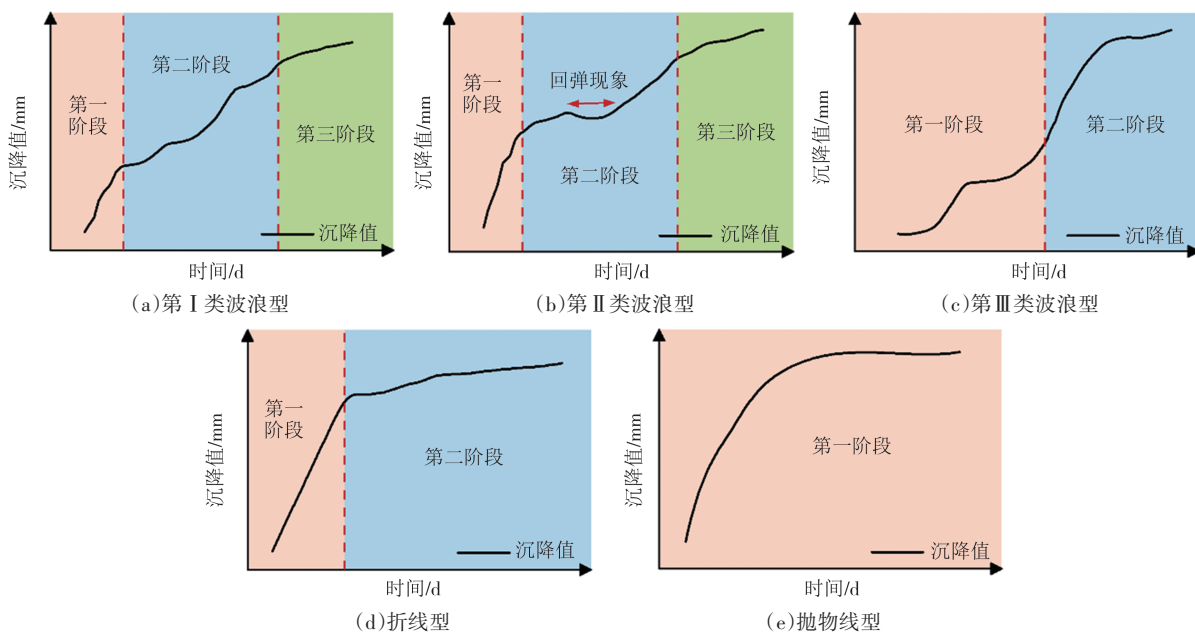 沉降值/mm
第一
阶段
第二阶段
第三阶段
沉降值
时间/d
(a)第Ⅰ类波浪型
沉降值/mm
第一
阶段
回弹现象
第二阶段
第三阶段
沉降值
时间/d
(b)第Ⅱ类波浪型
沉降值/mm
第一阶段
第二阶段
沉降值
时间/d
(c)第Ⅲ类波浪型
沉降值/mm
第一
阶段
第二阶段
沉降值
时间/d
(d)折线型
沉降值/mm
第一阶段
沉降值
时间/d
(e)抛物线型